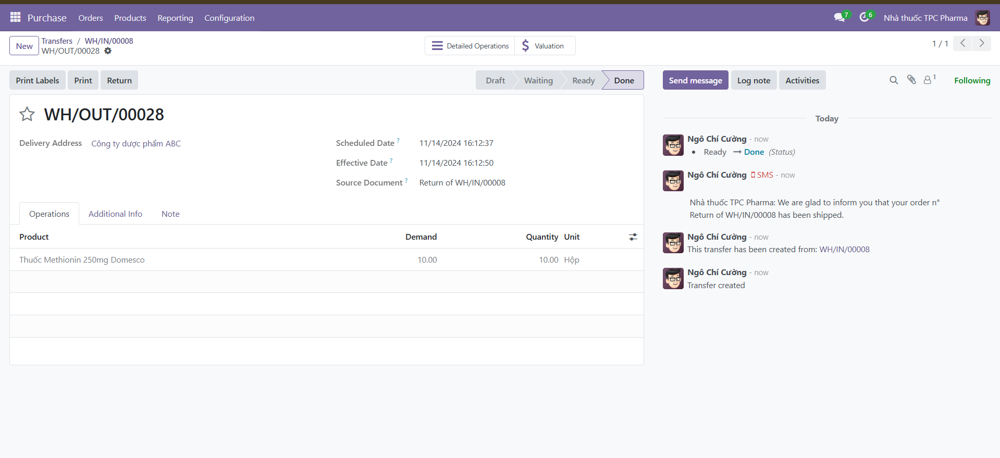 Purchase Orders Products Reporting Configuration 7 6 Nhà thuốc TPC Pharma
New Transfers / WH/IN/00008
WH/OUT/00028
Detailed Operations Valuation 1 / 1
Print Labels Print Return Draft Waiting Ready Done
Send message Log note Activities 1 Following
WH/OUT/00028
Delivery Address Công ty dược phẩm ABC
Scheduled Date ? 11/14/2024 16:12:37
Effective Date ? 11/14/2024 16:12:50
Source Document ? Return of WH/IN/00008
Operations Additional Info Note
Product Demand Quantity Unit
Thuốc Methionin 250mg Domesco 10.00 10.00 Hộp
Today
Ngô Chí Cường - now
• Ready → Done (Status)
Ngô Chí Cường SMS - now
Nhà thuốc TPC Pharma: We are glad to inform you that your order n°
Return of WH/IN/00008 has been shipped.
Ngô Chí Cường - now
This transfer has been created from: WH/IN/00008
Ngô Chí Cường - now
Transfer created